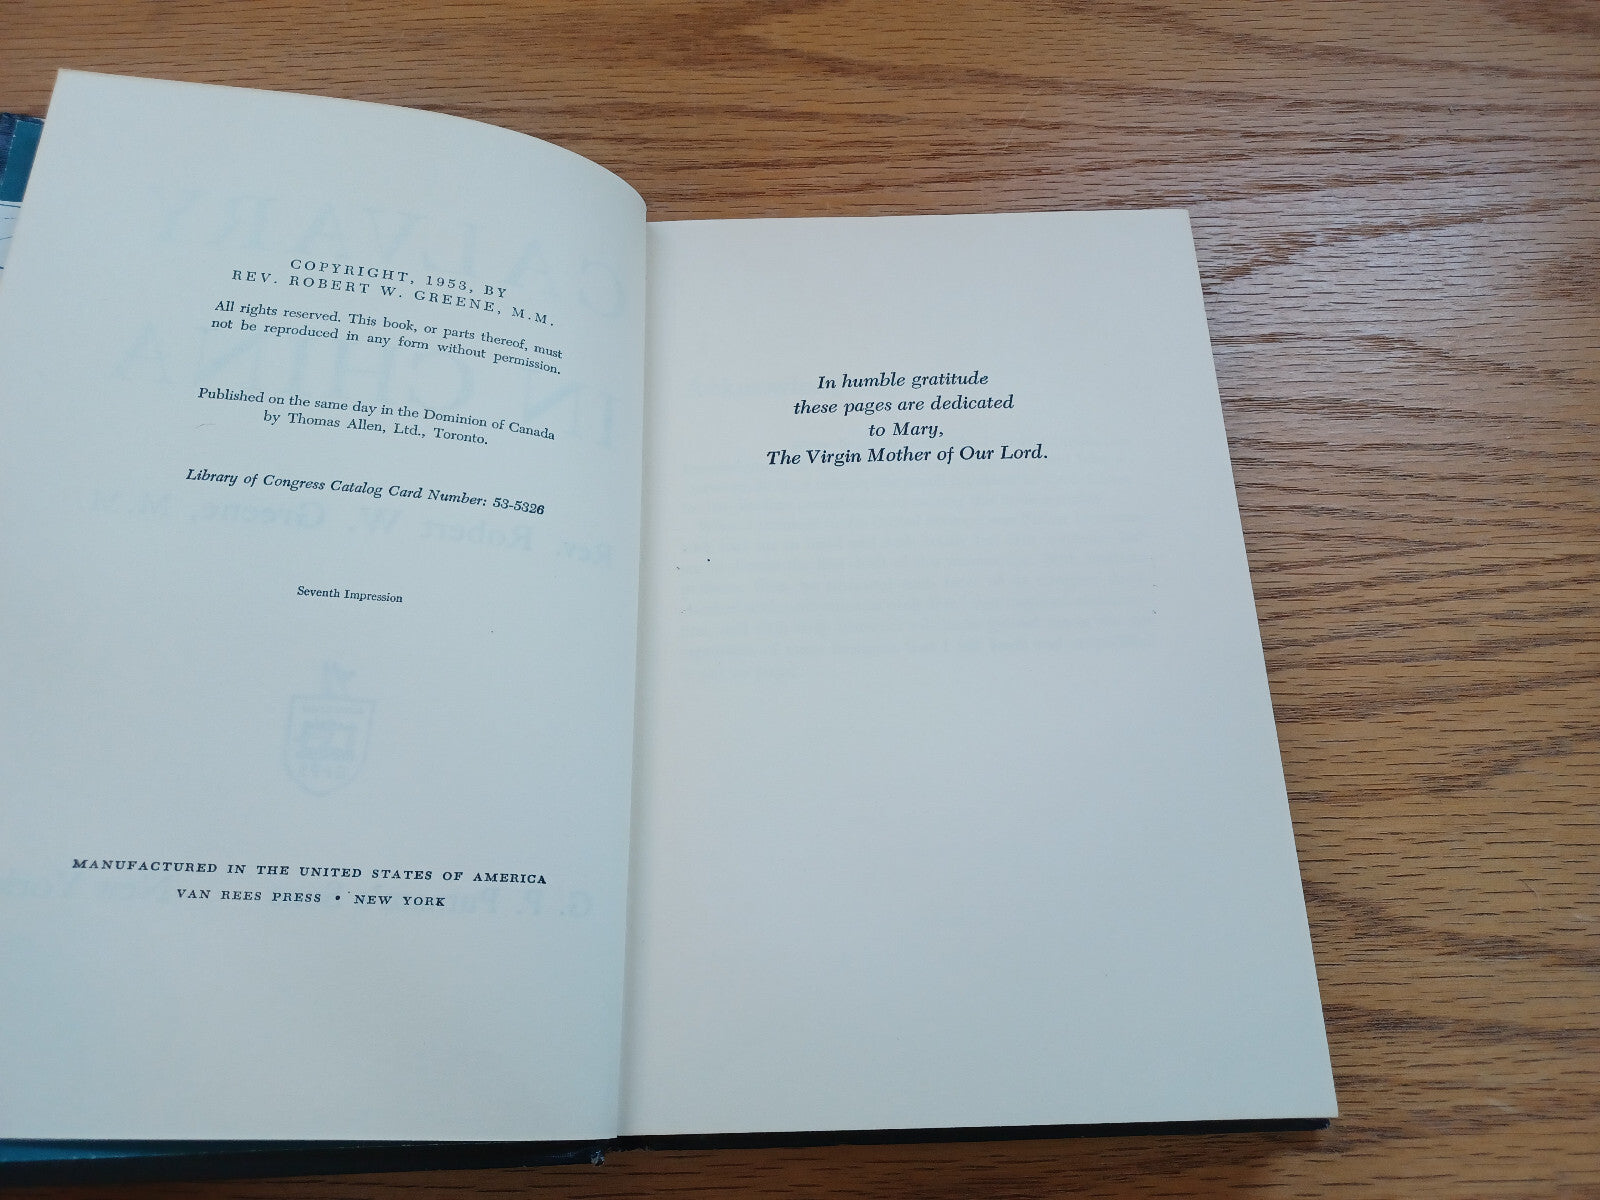 COPYRIGHT, 1953, BY
REV. ROBERT W. GREENE, M.M.
All rights reserved. This book, or parts thereof, must
not be reproduced in any form without permission.
Published on the same day in the Dominion of Canada
by Thomas Allen, Ltd., Toronto.
Library of Congress Catalog Card Number: 53-5326
Seventh Impression
MANUFACTURED IN THE UNITED STATES OF AMERICA
VAN REES PRESS • NEW YORK
In humble gratitude
these pages are dedicated
to Mary,
The Virgin Mother of Our Lord.